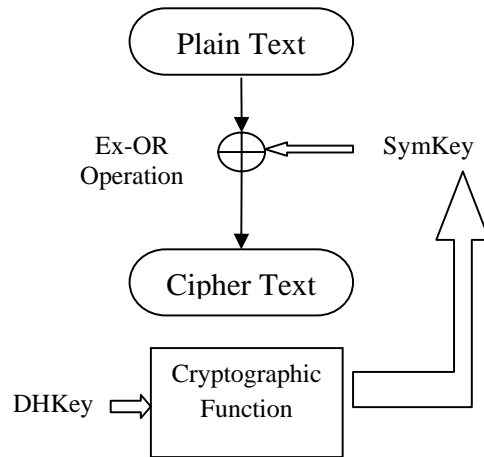 Plain Text
Ex-OR
Operation
SymKey
Cipher Text
Cryptographic
Function
DHKey